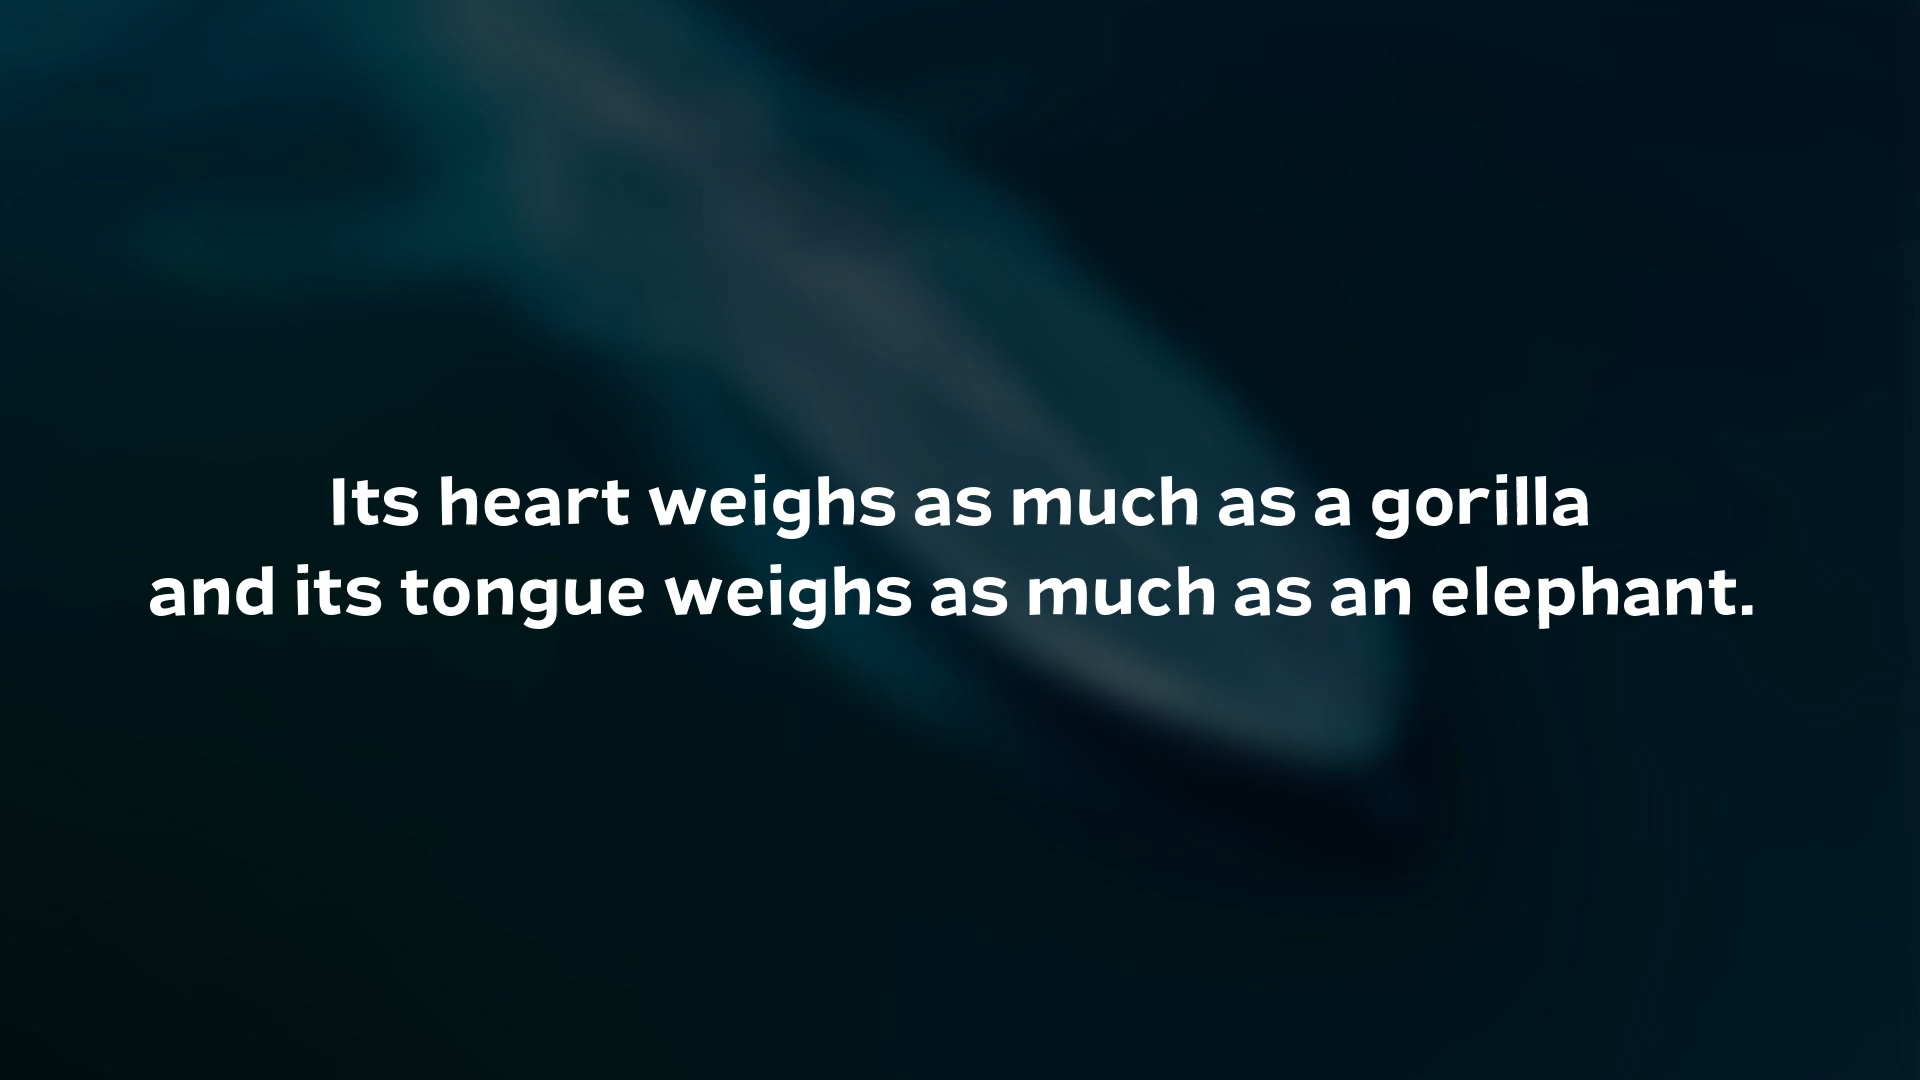 Its heart weighs as much as a gorilla
and its tongue weighs as much as an elephant.